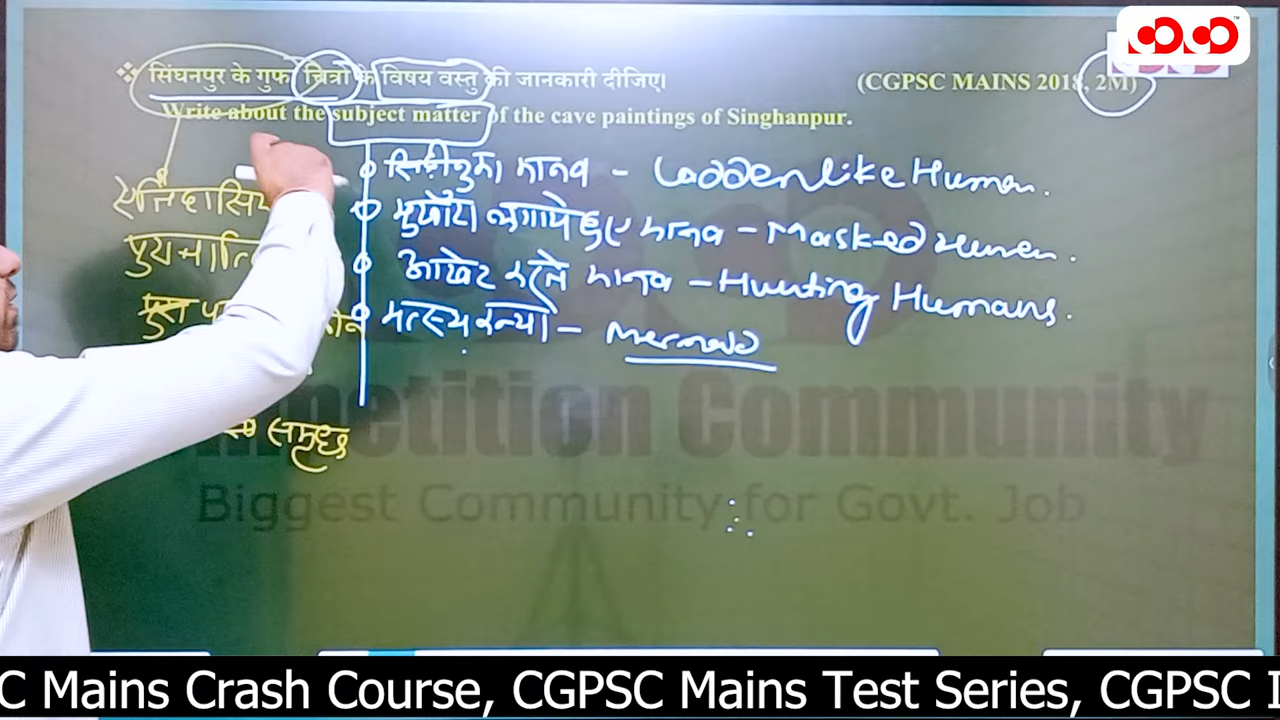 ❖ सिंघनपुर के गुफा चित्रों के विषय वस्तु की जानकारी दीजिए। (CGPSC MAINS 2018, 2M)
Write about the subject matter of the cave paintings of Singhanpur.
सिढ़ीनुमा मानव - Ladder like Human.
मुखौटा लगाये हुए मानव - Masked Human.
आखेट करते मानव - Hunting Humans.
मत्स्य कन्या - Mermaid
समूह
Competition Community
Biggest Community for Govt. Job
C Mains Crash Course, CGPSC Mains Test Series, CGPSC I